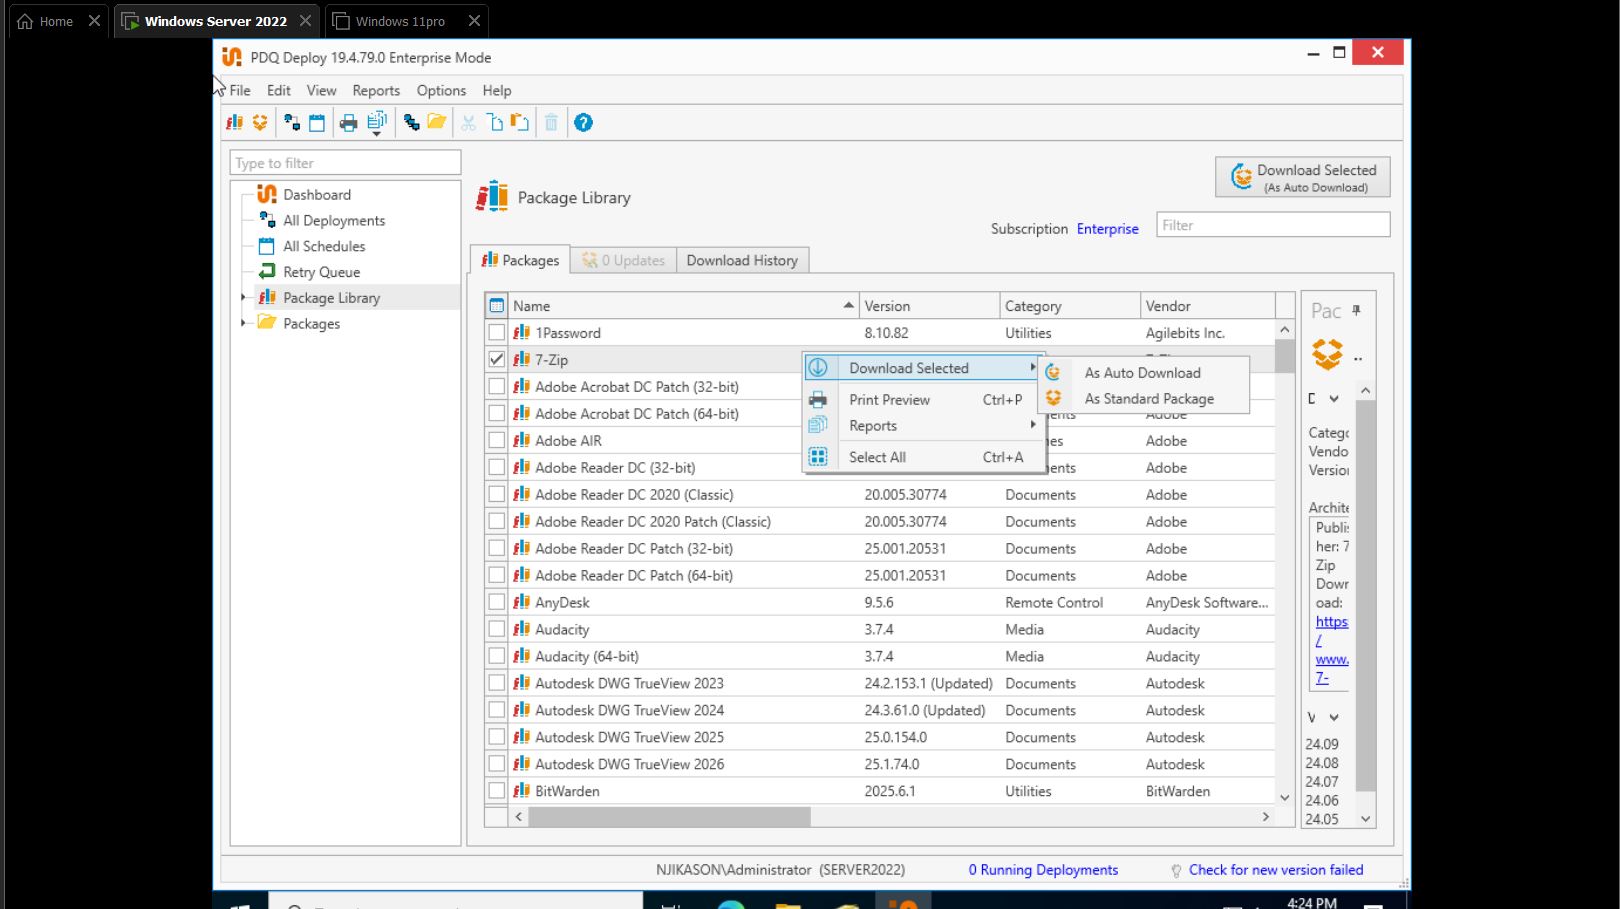 Home
Windows Server 2022
Windows 11pro
PDQ Deploy 19.4.79.0 Enterprise Mode
File Edit View Reports Options Help
Type to filter
Dashboard
All Deployments
All Schedules
Retry Queue
Package Library
Packages
Package Library
Download Selected
(As Auto Download)
Subscription Enterprise
Filter
Packages 0 Updates Download History
Name Version Category Vendor
1Password 8.10.82 Utilities Agilebits Inc.
7-Zip
Adobe Acrobat DC Patch (32-bit)
Adobe Acrobat DC Patch (64-bit) Adobe
Adobe AIR Adobe
Adobe Reader DC (32-bit) Adobe
Adobe Reader DC 2020 (Classic) 20.005.30774 Documents Adobe
Adobe Reader DC 2020 Patch (Classic) 20.005.30774 Documents Adobe
Adobe Reader DC Patch (32-bit) 25.001.20531 Documents Adobe
Adobe Reader DC Patch (64-bit) 25.001.20531 Documents Adobe
AnyDesk 9.5.6 Remote Control AnyDesk Software...
Audacity 3.7.4 Media Audacity
Audacity (64-bit) 3.7.4 Media Audacity
Autodesk DWG TrueView 2023 24.2.153.1 (Updated) Documents Autodesk
Autodesk DWG TrueView 2024 24.3.61.0 (Updated) Documents Autodesk
Autodesk DWG TrueView 2025 25.0.154.0 Documents Autodesk
Autodesk DWG TrueView 2026 25.1.74.0 Documents Autodesk
BitWarden 2025.6.1 Utilities BitWarden
Download Selected
Print Preview Ctrl+P
Reports
Select All Ctrl+A
As Auto Download
As Standard Package
Pac
Categ
Vendo
Version
Archite
Publis
her: 7
Zip
Down
oad:
https:
/
www.
7-
24.09
24.08
24.07
24.06
24.05
NJIKASON\Administrator (SERVER2022)
0 Running Deployments
Check for new version failed
4:24 PM